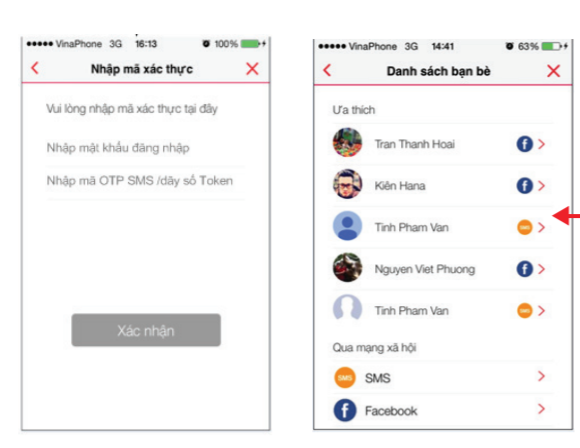 VinaPhone 3G 16:13 100%
Nhập mã xác thực
Vui lòng nhập mã xác thực tại đây
Nhập mật khẩu đăng nhập
Nhập mã OTP SMS /dãy số Token
Xác nhận
VinaPhone 3G 14:41 63%
Danh sách bạn bè
Ưa thích
Tran Thanh Hoai
Kiên Hana
Tinh Pham Van
SMS
Nguyen Viet Phuong
Tinh Pham Van
SMS
Qua mạng xã hội
SMS SMS
Facebook